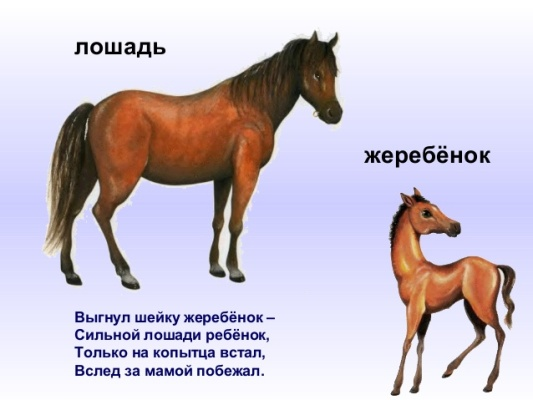 лошадь
жеребёнок
Выгнул шейку жеребёнок –
Сильной лошади ребёнок,
Только на копытца встал,
Вслед за мамой побежал.